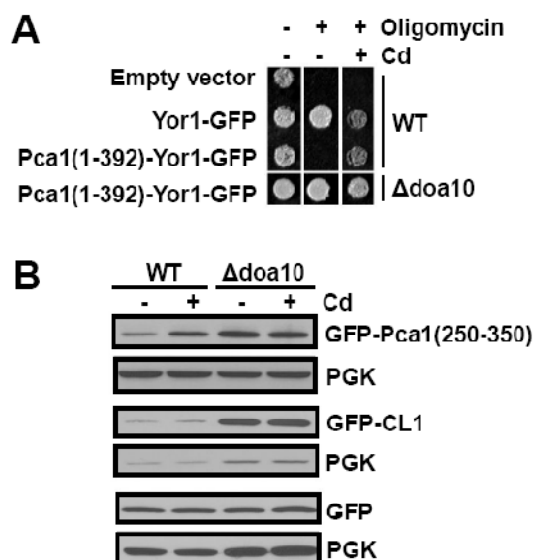 A
- + + Oligomycin
- - + Cd
Empty vector
Yor1-GFP
WT
Pca1(1-392)-Yor1-GFP
Pca1(1-392)-Yor1-GFP
Δdoa10
B
WT Δdoa10
- + - + Cd
GFP-Pca1(250-350)
PGK
GFP-CL1
PGK
GFP
PGK